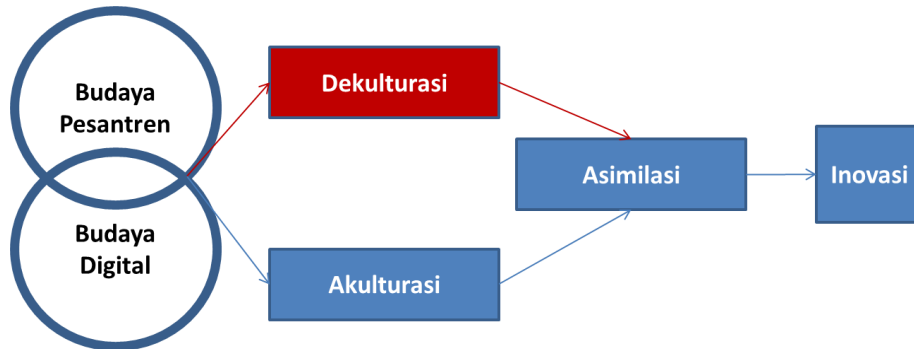 Budaya
Pesantren
Budaya
Digital
Dekulturasi
Akulturasi
Asimilasi
Inovasi